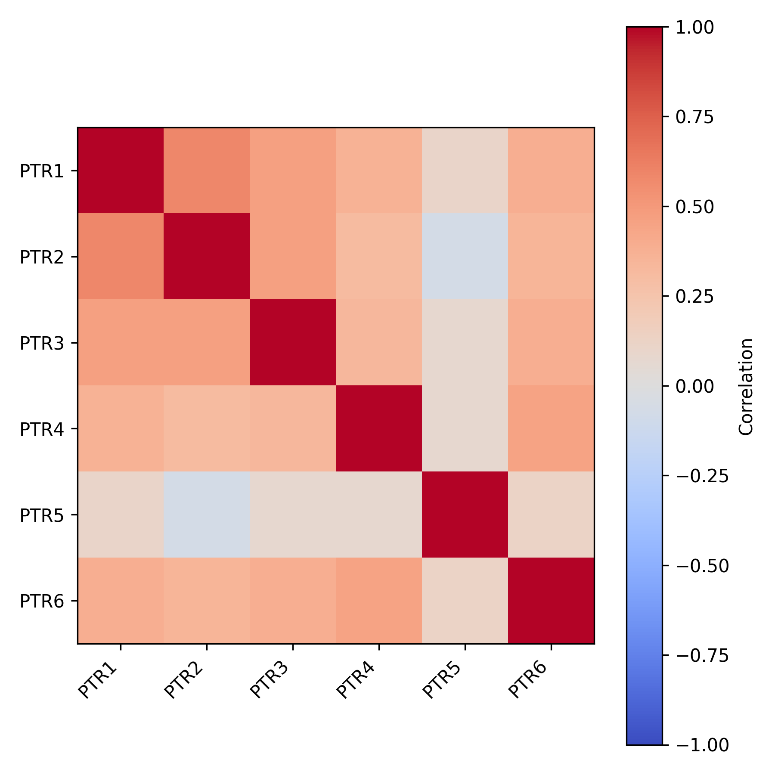 PTR1
PTR2
PTR3
PTR4
PTR5
PTR6
PTR1 PTR2 PTR3 PTR4 PTR5 PTR6
1.00
0.75
0.50
0.25
0.00
−0.25
−0.50
−0.75
−1.00
Correlation